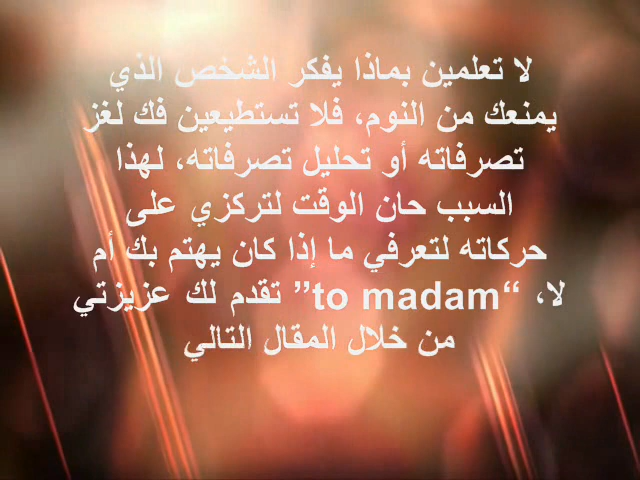 لا تعلمين بماذا يفكر الشخص الذي
يمنعك من النوم، فلا تستطيعين فك لغز
تصرفاته أو تحليل تصرفاته، لهذا
السبب حان الوقت لتركزي على
حركاته لتعرفي ما إذا كان يهتم بك أم
لا، “to madam” تقدم لك عزيزتي
من خلال المقال التالي